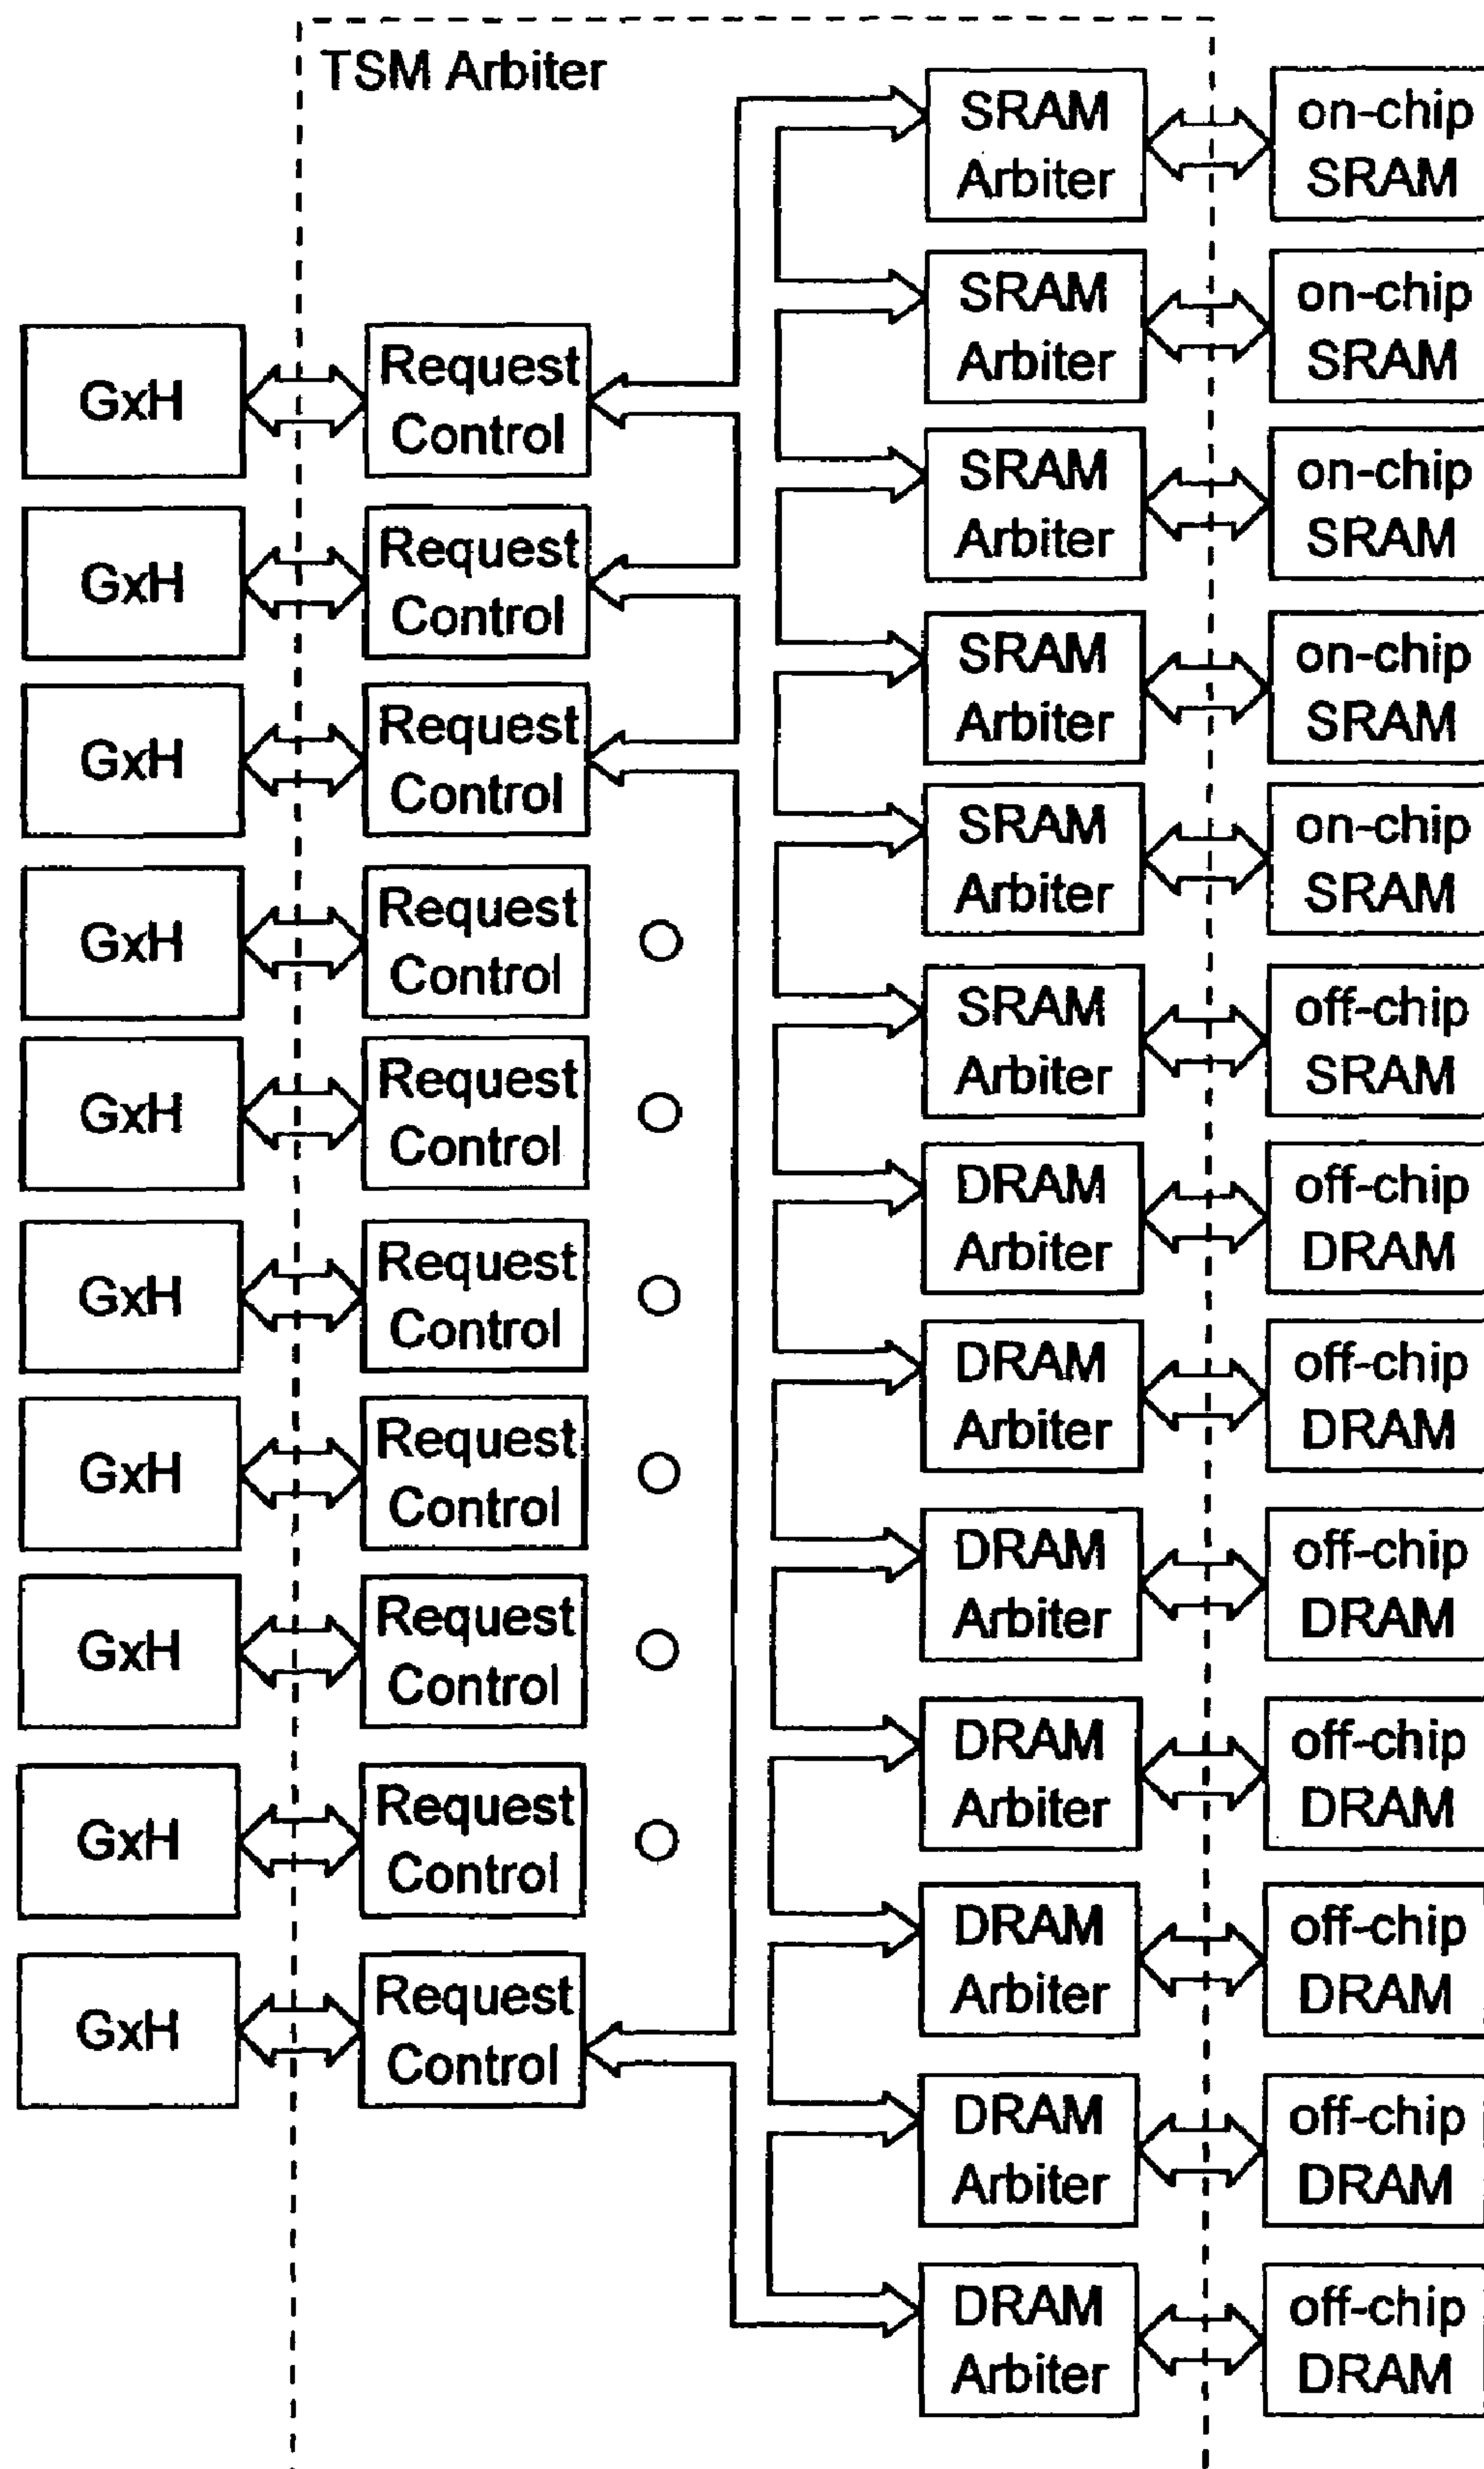 TSM Arbiter
SRAM
Arbiter
on-chip
SRAM
SRAM
Arbiter
on-chip
SRAM
GxH
Request
Control
SRAM
Arbiter
on-chip
SRAM
GxH
Request
Control
SRAM
Arbiter
on-chip
SRAM
GxH
Request
Control
SRAM
Arbiter
on-chip
SRAM
GxH
Request
Control
SRAM
Arbiter
off-chip
SRAM
GxH
Request
Control
DRAM
Arbiter
off-chip
DRAM
GxH
Request
Control
DRAM
Arbiter
off-chip
DRAM
GxH
Request
Control
DRAM
Arbiter
off-chip
DRAM
GxH
Request
Control
DRAM
Arbiter
off-chip
DRAM
GxH
Request
Control
DRAM
Arbiter
off-chip
DRAM
GxH
Request
Control
DRAM
Arbiter
off-chip
DRAM
DRAM
Arbiter
off-chip
DRAM